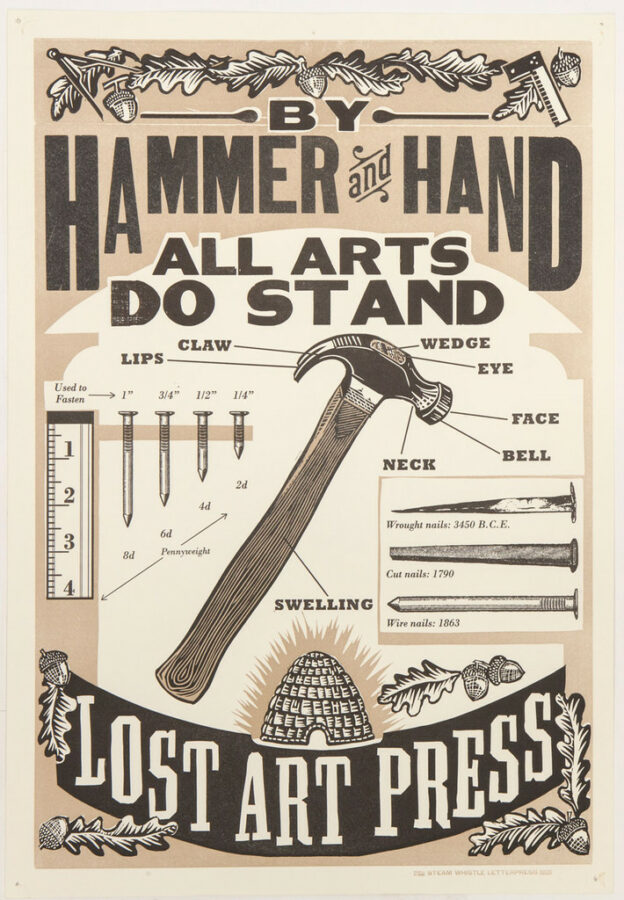 BY
HAMMER and HAND
ALL ARTS
DO STAND
CLAW
WEDGE
LIPS
EYE
Used to
Fasten
1" 3/4" 1/2" 1/4"
FACE
BELL
NECK
1
2
3
4
2d
4d
6d
8d
Pennyweight
Wrought nails: 3450 B.C.E.
Cut nails: 1790
Wire nails: 1863
SWELLING
LOST ART PRESS
STEAM WHISTLE LETTERPRESS